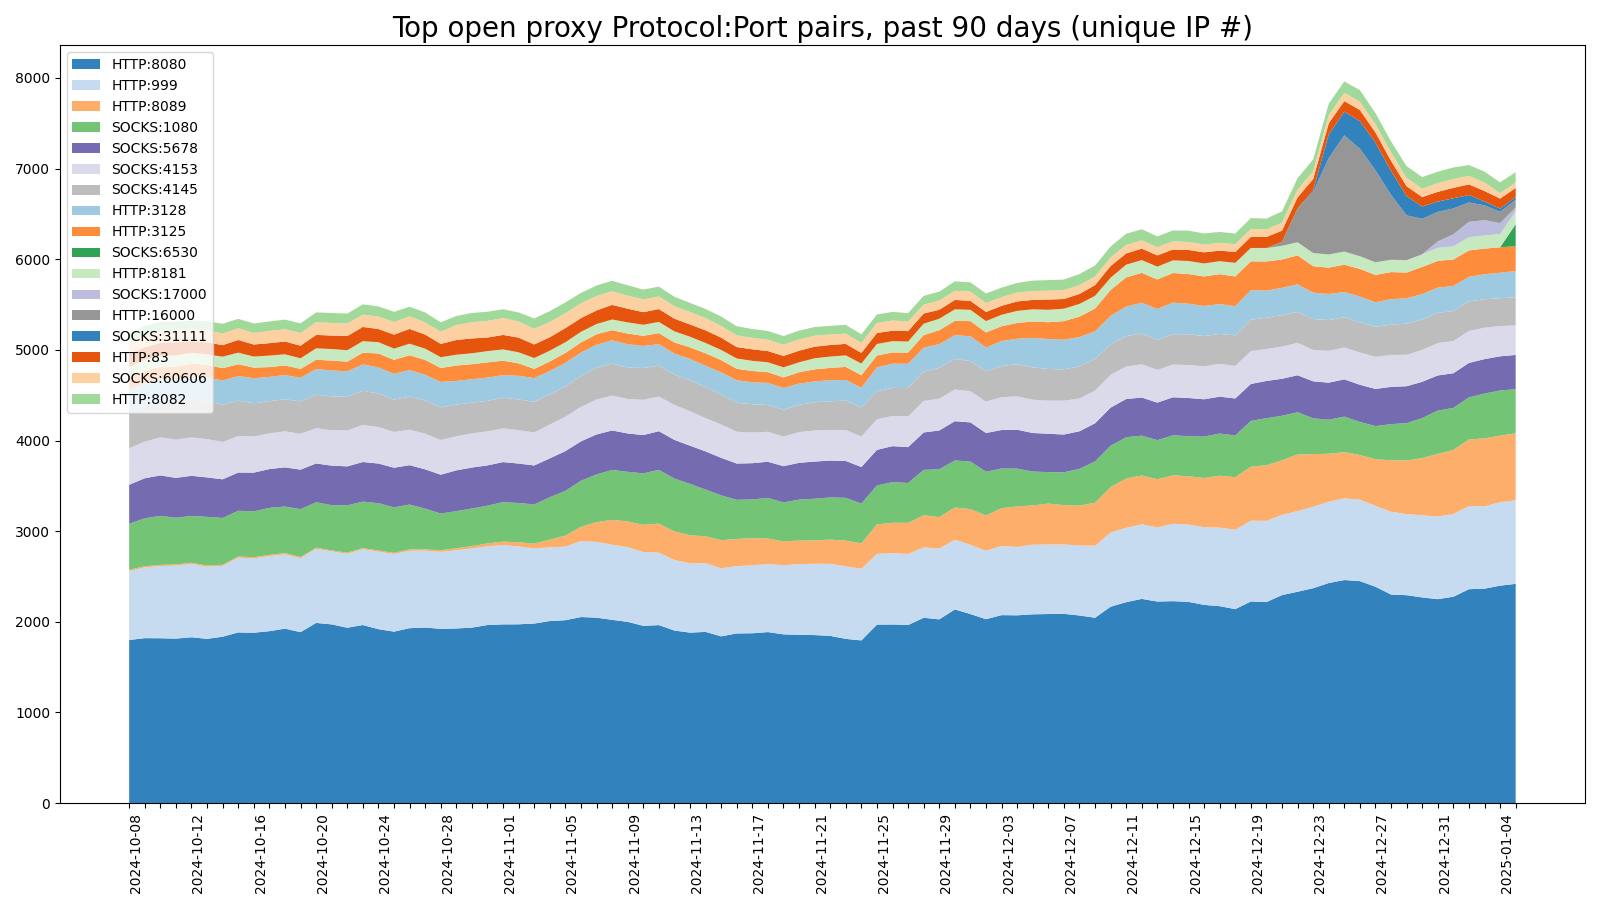 Top open proxy Protocol:Port pairs, past 90 days (unique IP #)
8000
7000
6000
5000
4000
3000
2000
1000
0
HTTP:8080
HTTP:999
HTTP:8089
SOCKS:1080
SOCKS:5678
SOCKS:4153
SOCKS:4145
HTTP:3128
HTTP:3125
SOCKS:6530
HTTP:8181
SOCKS:17000
HTTP:16000
SOCKS:31111
HTTP:83
SOCKS:60606
HTTP:8082
2024-10-08
2024-10-12
2024-10-16
2024-10-20
2024-10-24
2024-10-28
2024-11-01
2024-11-05
2024-11-09
2024-11-13
2024-11-17
2024-11-21
2024-11-25
2024-11-29
2024-12-03
2024-12-07
2024-12-11
2024-12-15
2024-12-19
2024-12-23
2024-12-27
2024-12-31
2025-01-04